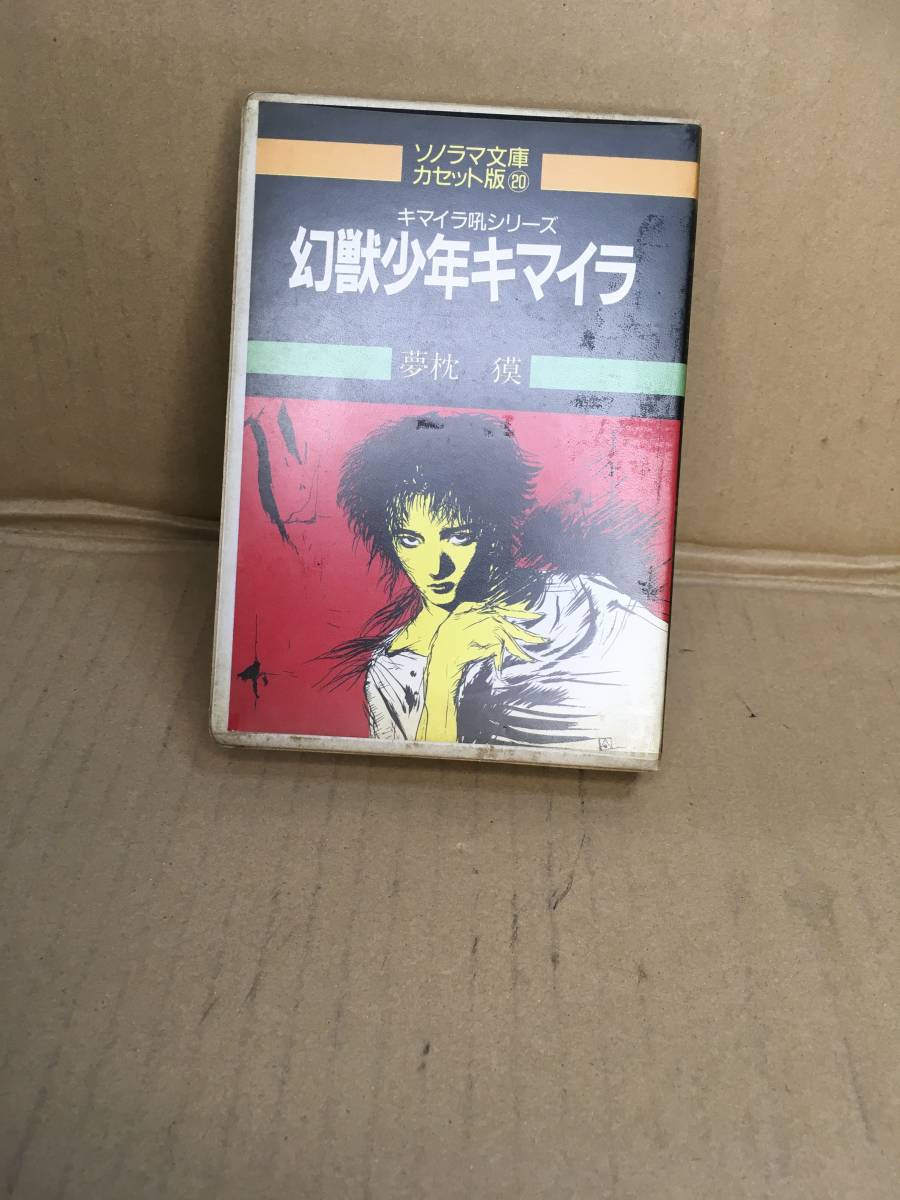 ソノラマ文庫
カセット版⑳
キマイラ吼シリーズ
幻獣少年キマイラ
夢枕 獏